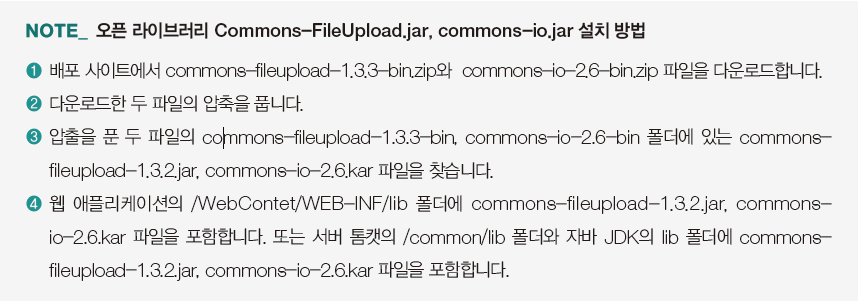 NOTE_ 오픈 라이브러리 Commons-FileUpload.jar, commons-io.jar 설치 방법
❶ 배포 사이트에서 commons-fileupload-1.3.3-bin.zip와 commons-io-2.6-bin.zip 파일을 다운로드합니다.
❷ 다운로드한 두 파일의 압축을 풉니다.
❸ 압출을 푼 두 파일의 commons-fileupload-1.3.3-bin, commons-io-2.6-bin 폴더에 있는 commons-
fileupload-1.3.2.jar, commons-io-2.6.kar 파일을 찾습니다.
❹ 웹 애플리케이션의 /WebContet/WEB-INF/lib 폴더에 commons-fileupload-1.3.2.jar, commons-
io-2.6.kar 파일을 포함합니다. 또는 서버 톰캣의 /common/lib 폴더와 자바 JDK의 lib 폴더에 commons-
fileupload-1.3.2.jar, commons-io-2.6.kar 파일을 포함합니다.